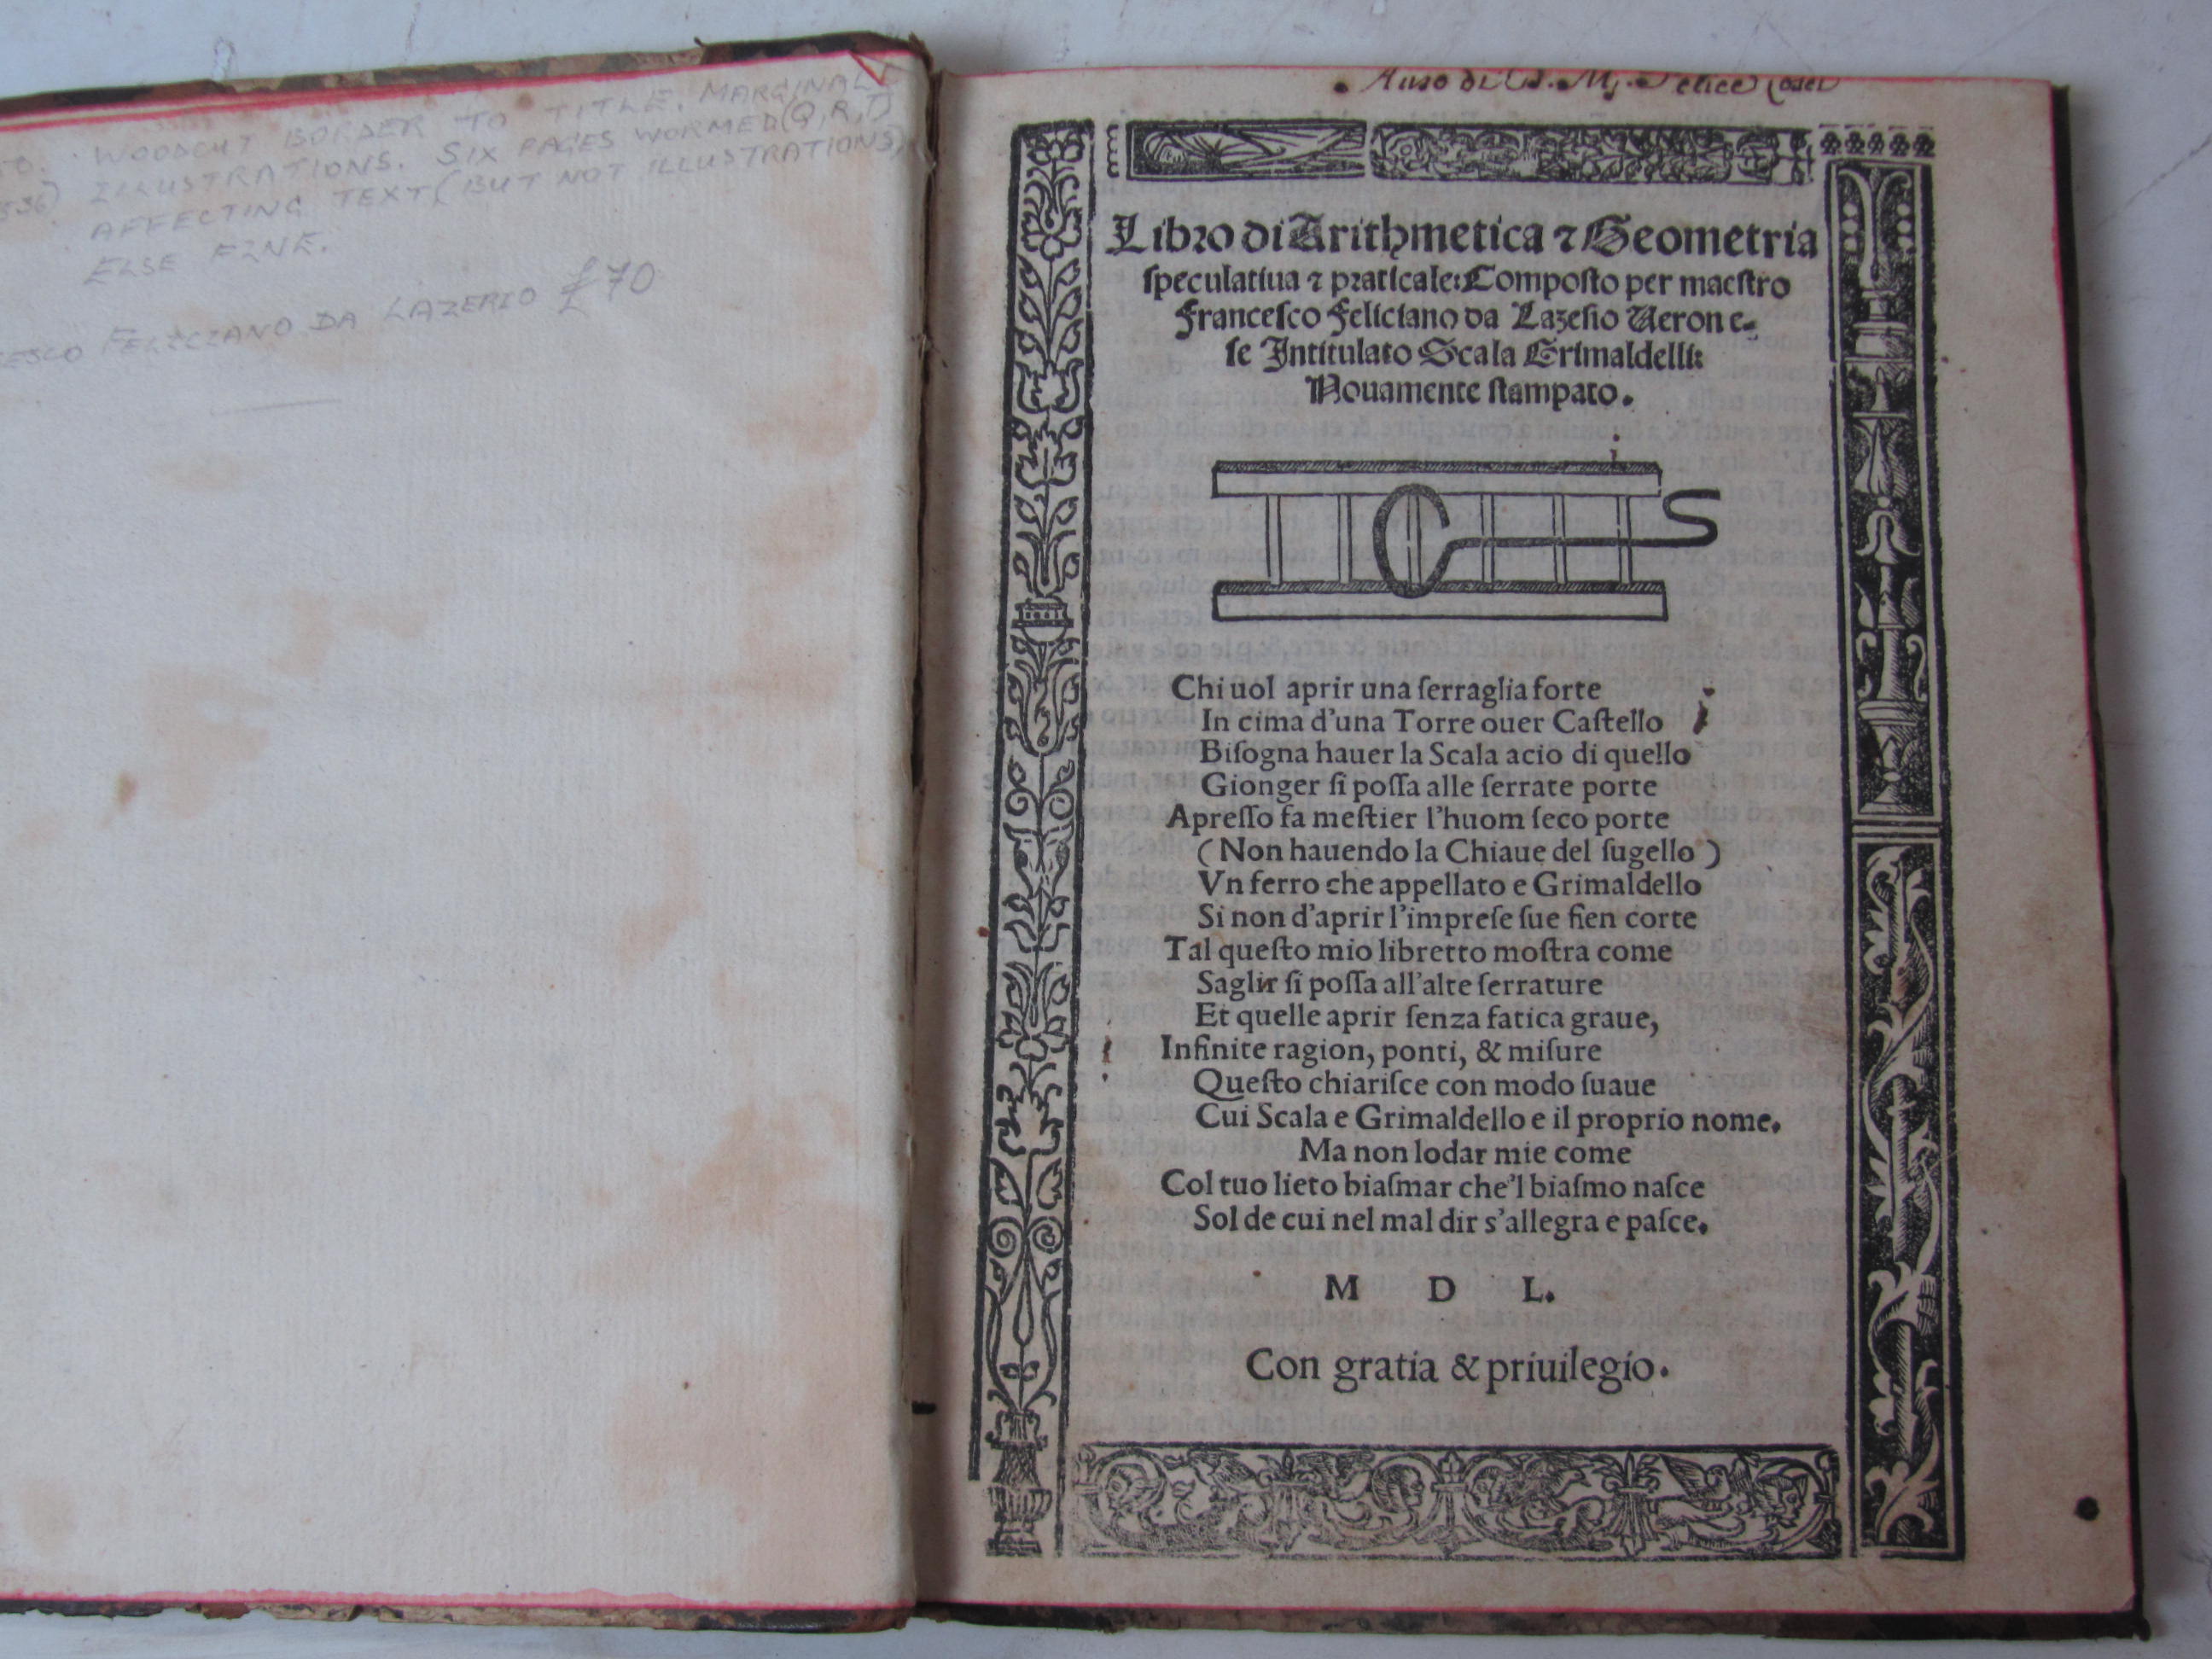 WOODCUT BORDER TO TITLE. MARGINALE
ILLUSTRATIONS. SIX PAGES WORMED (Q,R,T)
AFFECTING TEXT (BUT NOT ILLUSTRATIONS),
ELSE FINE.
FELICIANO DA LAZERIO £70
Libro di Arithmetica ⁊ Geometria
ſpeculatiua ⁊ praticale: Compoſto per maeſtro
Franceſco Feliciano da Lazeſio Ueron e-
ſe Intitulato Scala Grimaldelli:
Nouamente ſtampato.
Chi uol aprir una ſerraglia forte
In cima d'una Torre ouer Caſtello
Biſogna hauer la Scala acio di quello
Gionger ſi poſſa alle ſerrate porte
Apreſſo fa meſtier l'huom ſeco porte
( Non hauendo la Chiaue del ſugello )
Vn ferro che appellato e Grimaldello
Si non d'aprir l'impreſe ſue fien corte
Tal queſto mio libretto moſtra come
Saglir ſi poſſa all'alte ſerrature
Et quelle aprir ſenza fatica graue,
Infinite ragion, ponti, & miſure
Queſto chiariſce con modo ſuaue
Cui Scala e Grimaldello e il proprio nome.
Ma non lodar mie come
Col tuo lieto biaſmar che'l biaſmo naſce
Sol de cui nel mal dir s'allegra e paſce.
M D L.
Con gratia & priuilegio.